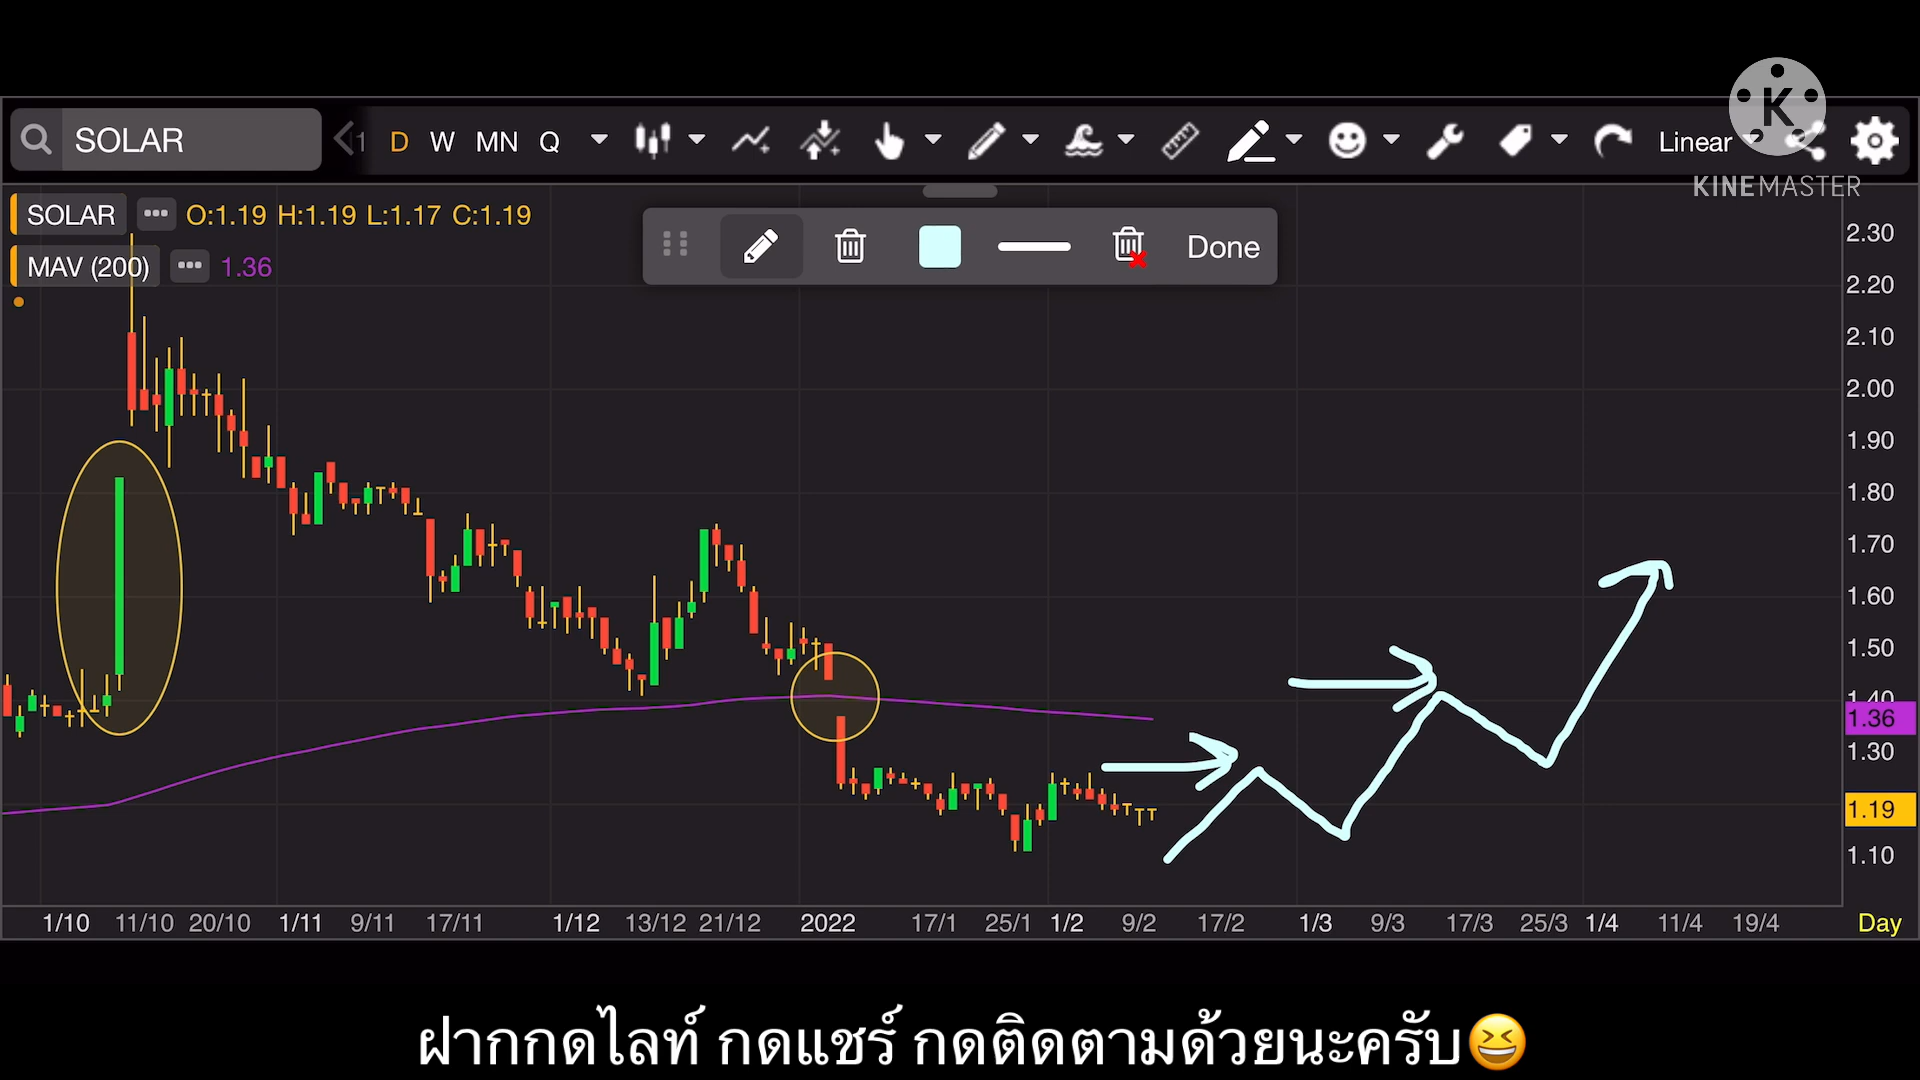 SOLAR
1 D W MN Q Linear
K
KINEMASTER
SOLAR ••• O:1.19 H:1.19 L:1.17 C:1.19
MAV (200) ••• 1.36
Done
2.30
2.20
2.10
2.00
1.90
1.80
1.70
1.60
1.50
1.40
1.36
1.30
1.19
1.10
1/10 11/10 20/10 1/11 9/11 17/11 1/12 13/12 21/12 2022 17/1 25/1 1/2 9/2 17/2 1/3 9/3 17/3 25/3 1/4 11/4 19/4 Day
ฝากกดไลท์ กดแชร์ กดติดตามด้วยนะครับ😆